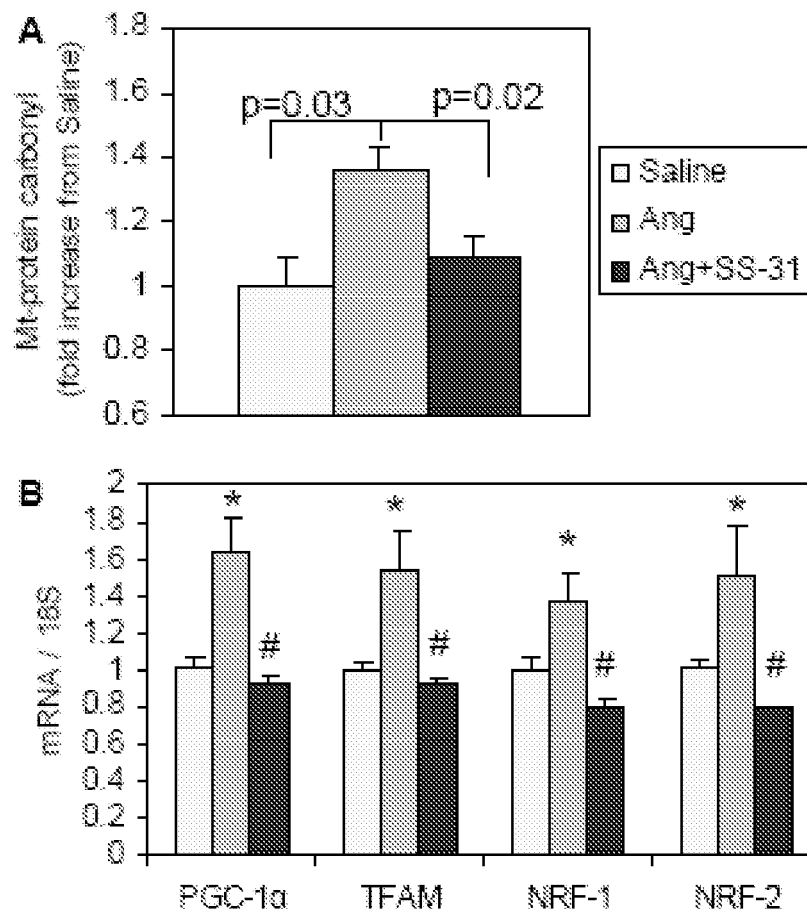 A
Mt-protein carbonyl
(fold increase from Saline)
1.8
1.6
1.4
1.2
1
0.8
0.6
p=0.03
p=0.02
Saline
Ang
Ang+SS-31
B
mRNA / 18S
2
1.8
1.6
1.4
1.2
1
0.8
0.6
0.4
0.2
0
* * * *
# # # #
PGC-1α TFAM NRF-1 NRF-2